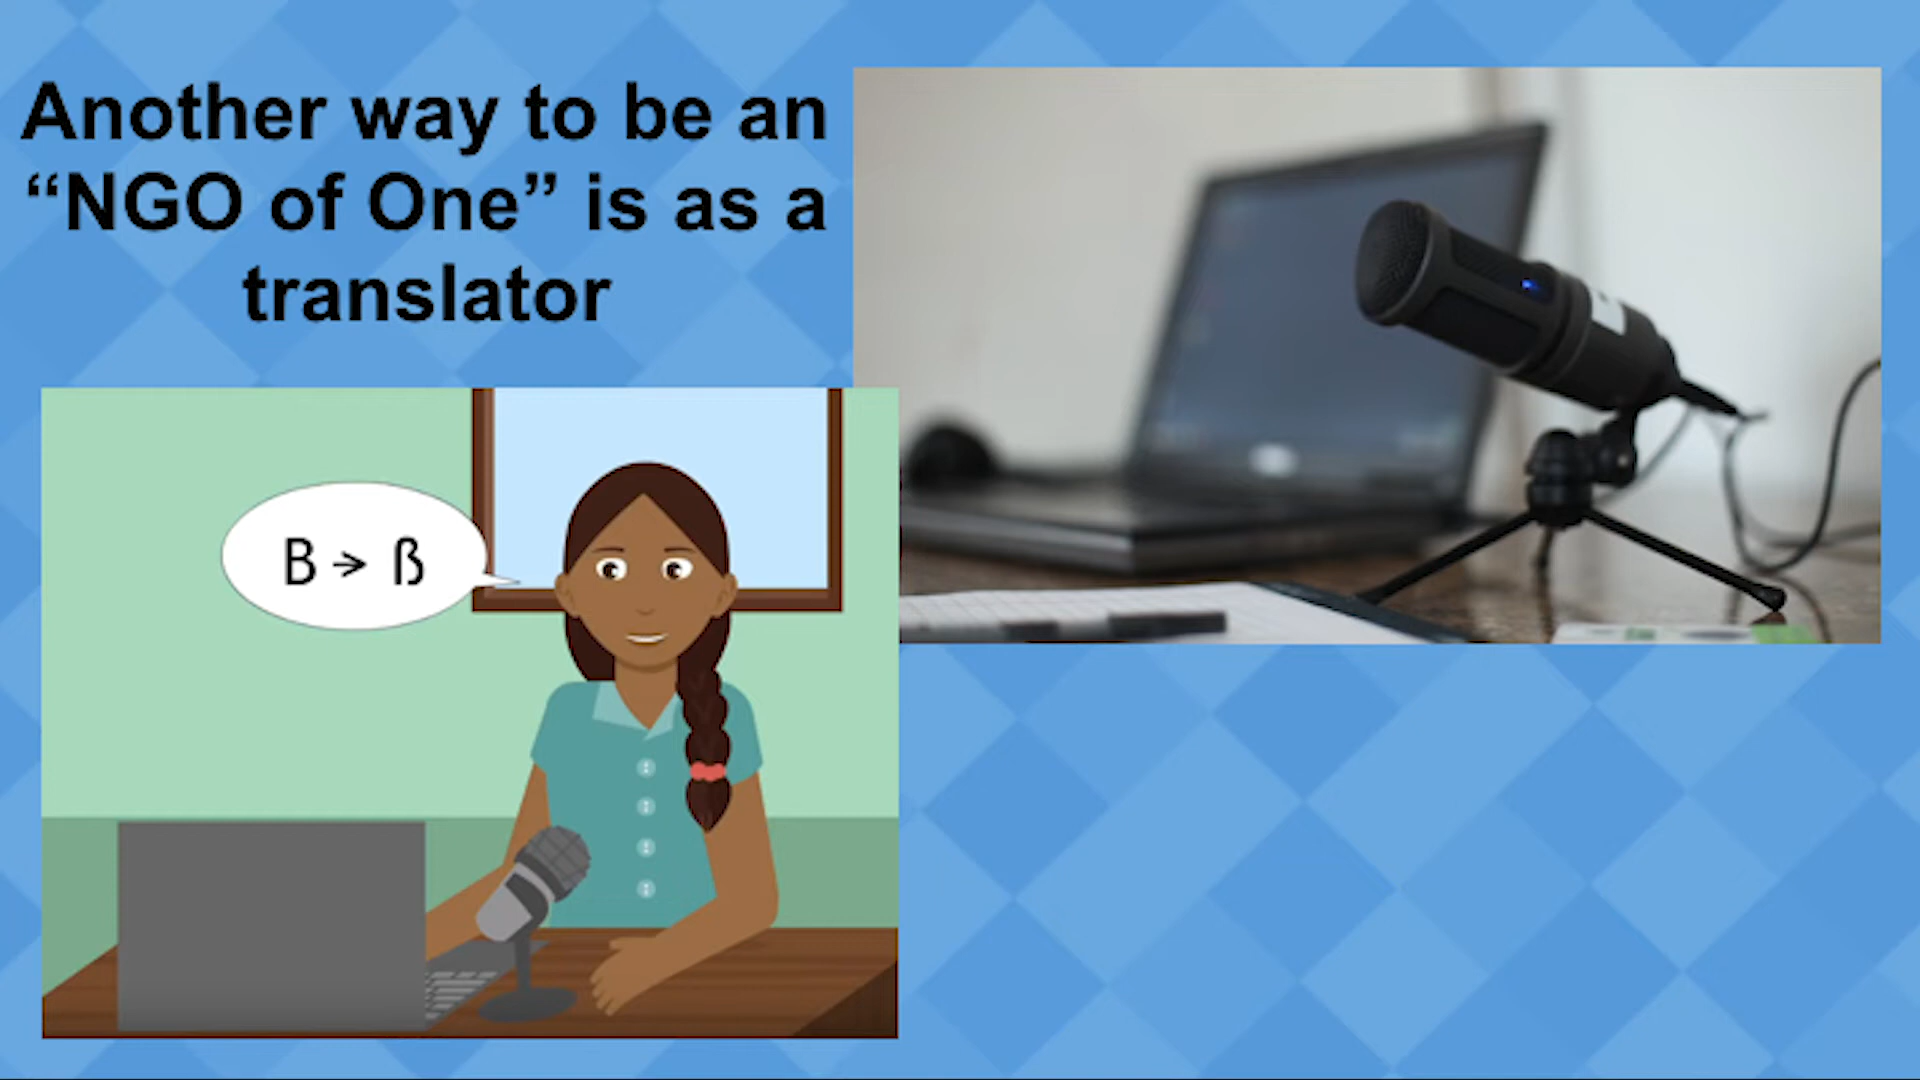 Another way to be an
“NGO of One” is as a
translator
B → ß